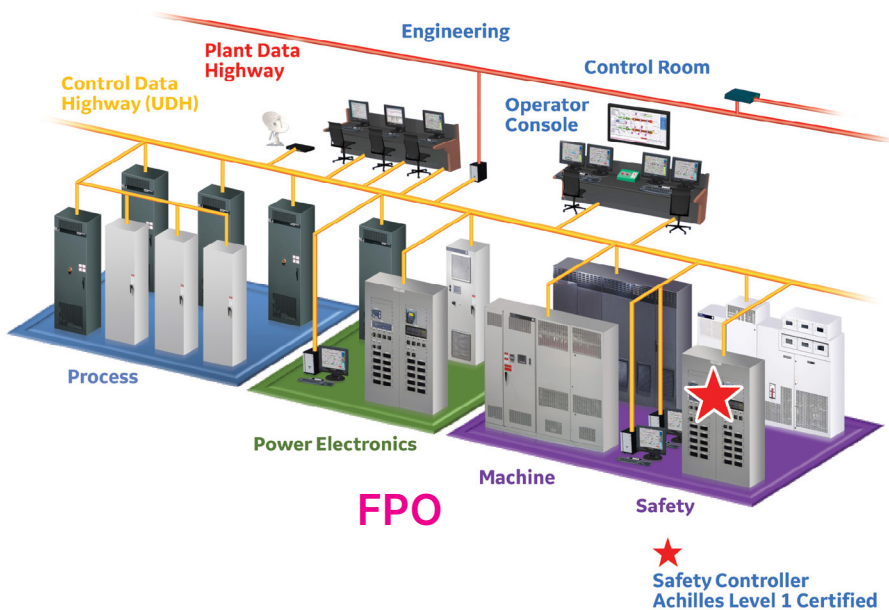 Engineering
Plant Data
Highway
Control Room
Control Data
Highway (UDH)
Operator
Console
Process
Power Electronics
Machine
FPO
Safety
Safety Controller
Achilles Level 1 Certified